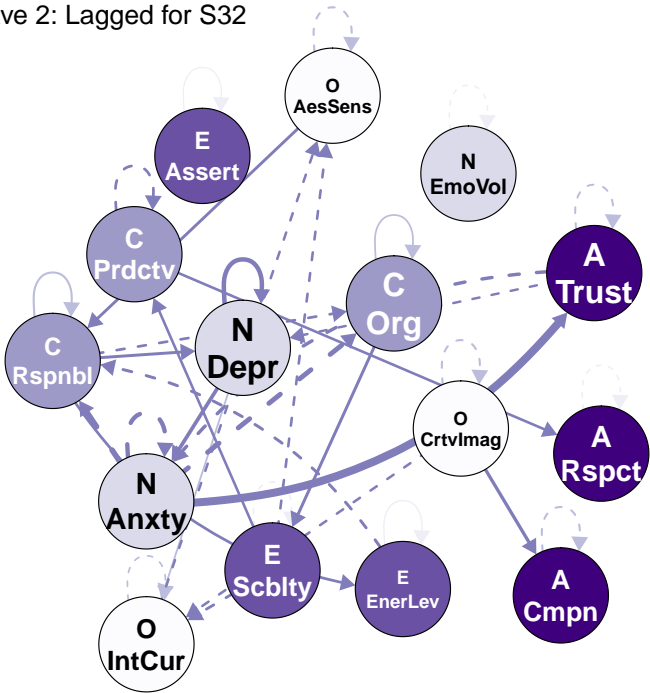 ve 2: Lagged for S32
O
AesSens
E
Assert
N
EmoVol
C
Prdctv
A
Trust
C
Org
N
Depr
C
Rspnbl
O
CrtvImag
A
Rspct
N
Anxty
E
Scblty
E
EnerLev
A
Cmpn
O
IntCur